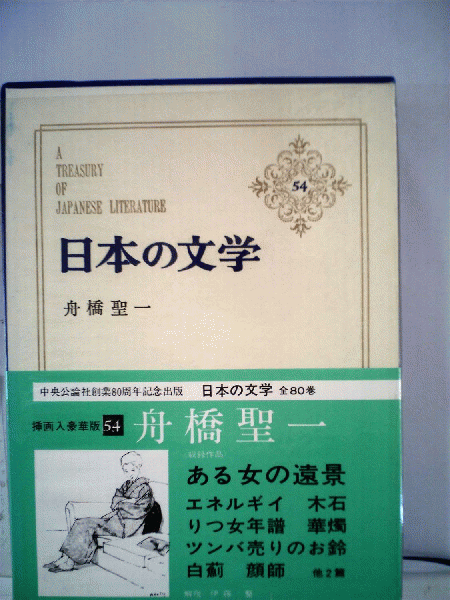 A
TREASURY
OF
JAPANESE LITERATURE
54
日本の文学
舟橋聖一
中央公論社創業80周年記念出版 日本の文学 全80巻
挿画入豪華版 54 舟橋聖一
ある女の遠景
エネルギイ 木石
りつ女年譜 華燭
ツンバ売りのお鈴
白薊 顔師 他2篇